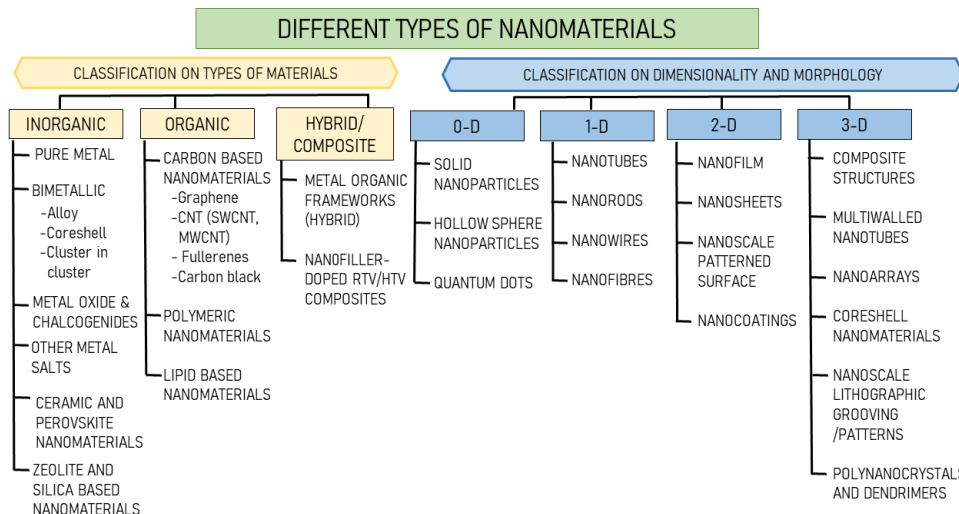 DIFFERENT TYPES OF NANOMATERIALS
CLASSIFICATION ON TYPES OF MATERIALS
INORGANIC
PURE METAL
BIMETALLIC
-Alloy
-Coreshell
-Cluster in
cluster
METAL OXIDE &
CHALCOGENIDES
OTHER METAL
SALTS
CERAMIC AND
PEROVSKITE
NANOMATERIALS
ZEOLITE AND
SILICA BASED
NANOMATERIALS
ORGANIC
CARBON BASED
NANOMATERIALS
-Graphene
-CNT (SWCNT,
MWCNT)
- Fullerenes
-Carbon black
POLYMERIC
NANOMATERIALS
LIPID BASED
NANOMATERIALS
HYBRID/
COMPOSITE
METAL ORGANIC
FRAMEWORKS
(HYBRID)
NANOFILLER-
DOPED RTV/HTV
COMPOSITES
CLASSIFICATION ON DIMENSIONALITY AND MORPHOLOGY
0-D
SOLID
NANOPARTICLES
HOLLOW SPHERE
NANOPARTICLES
QUANTUM DOTS
1-D
NANOTUBES
NANORODS
NANOWIRES
NANOFIBRES
2-D
NANOFILM
NANOSHEETS
NANOSCALE
PATTERNED
SURFACE
NANOCOATINGS
3-D
COMPOSITE
STRUCTURES
MULTIWALLED
NANOTUBES
NANOARRAYS
CORESHELL
NANOMATERIALS
NANOSCALE
LITHOGRAPHIC
GROOVING
/PATTERNS
POLYNANOCRYSTALS
AND DENDRIMERS